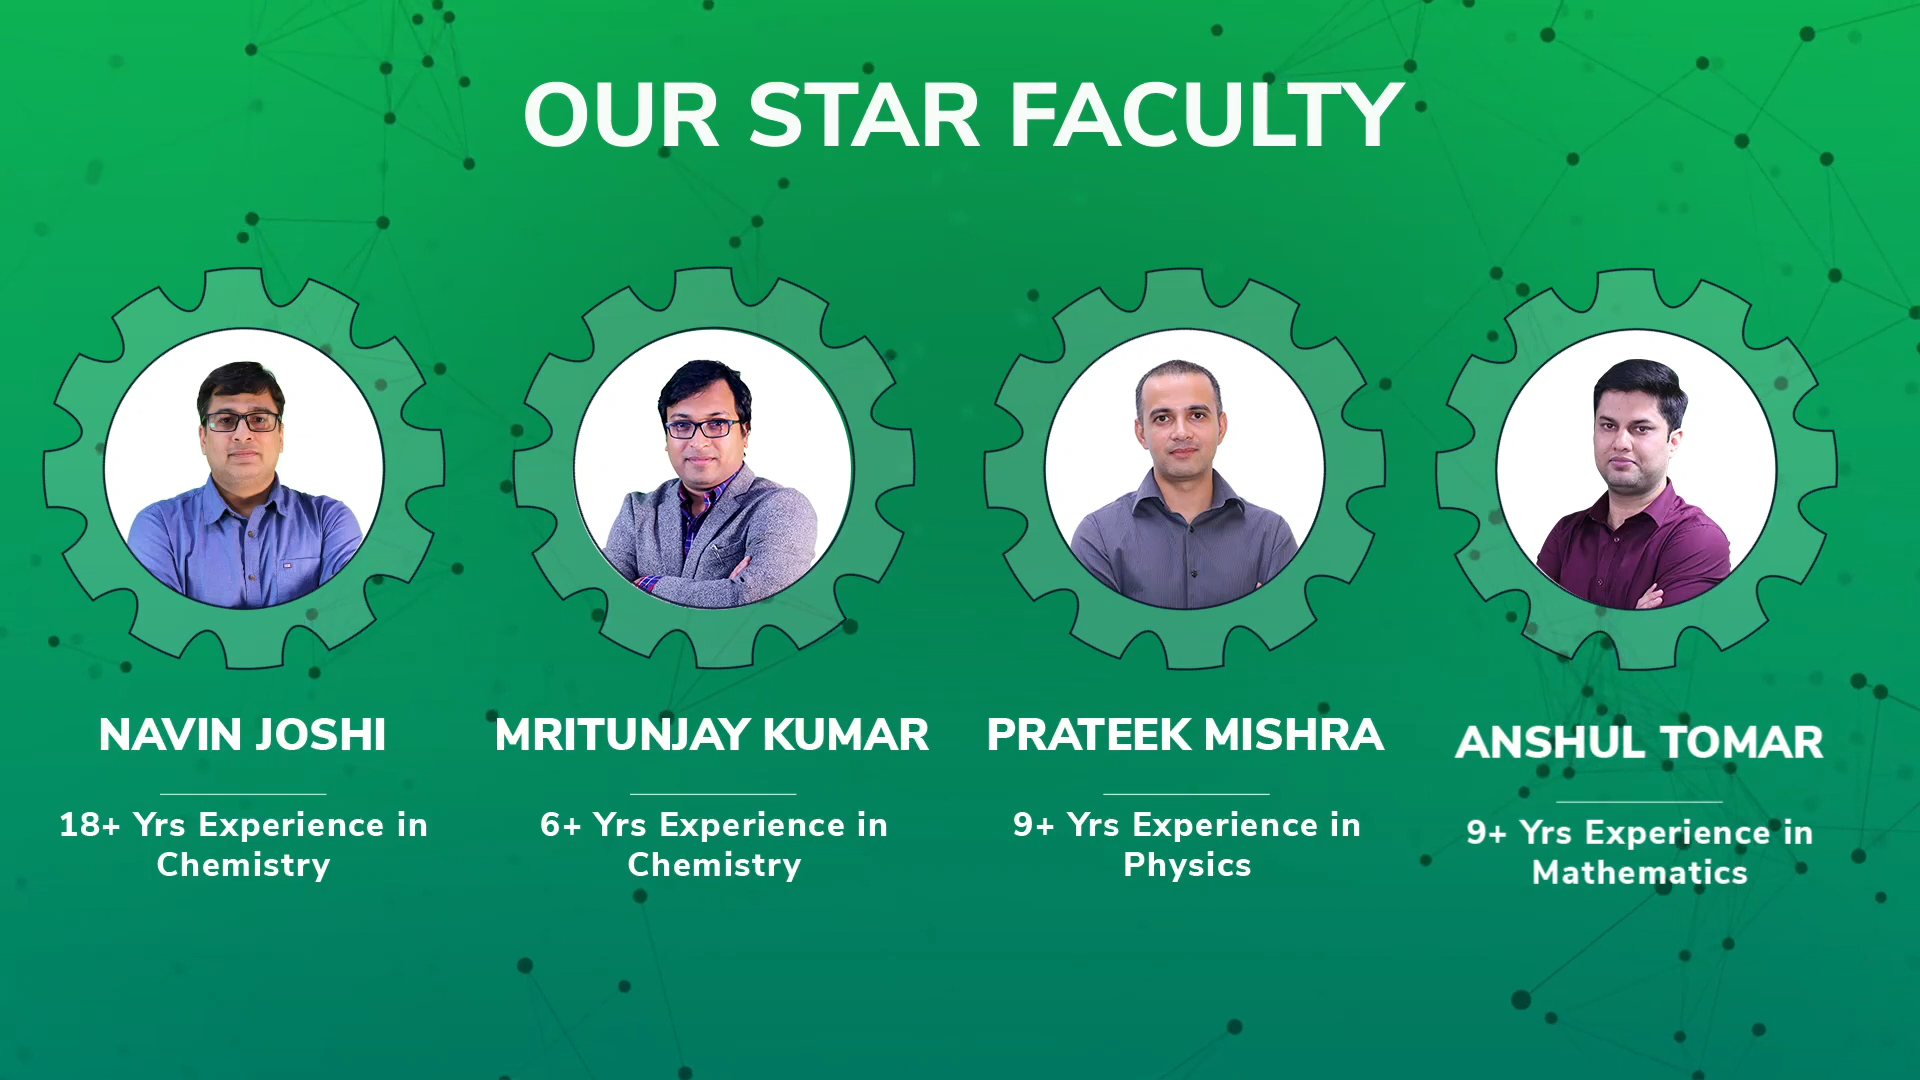 OUR STAR FACULTY
NAVIN JOSHI
18+ Yrs Experience in
Chemistry
MRITUNJAY KUMAR
6+ Yrs Experience in
Chemistry
PRATEEK MISHRA
9+ Yrs Experience in
Physics
ANSHUL TOMAR
9+ Yrs Experience in
Mathematics